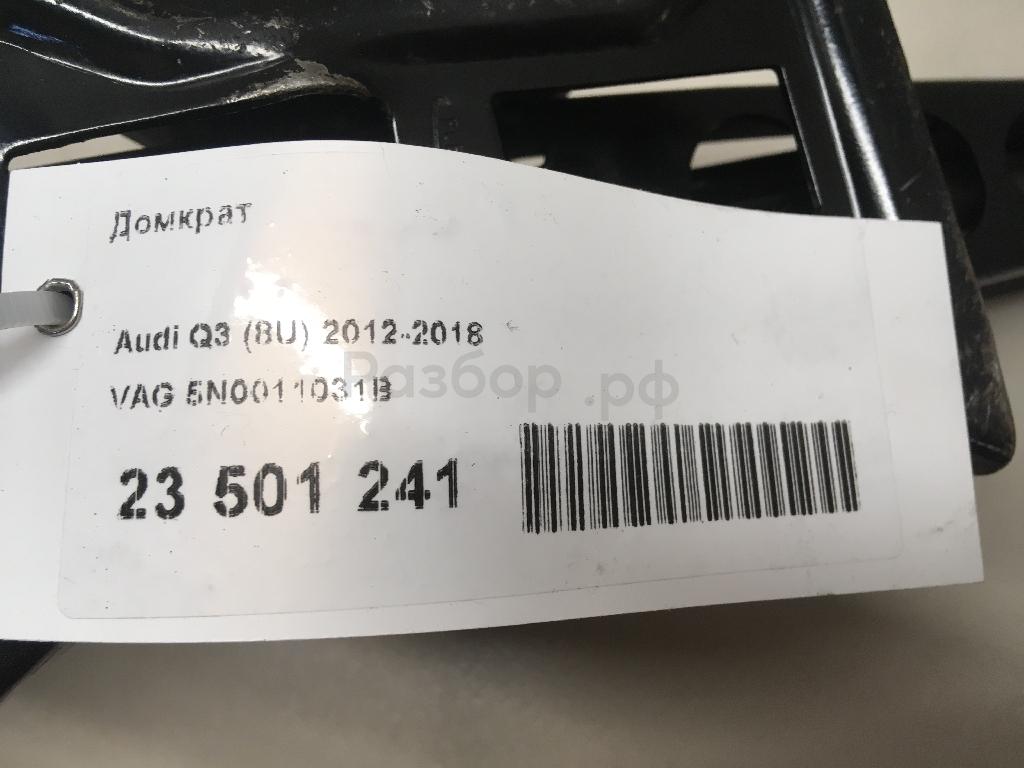 Домкрат
Audi Q3 (8U) 2012-2018
VAG 5N0011031B
Разбор.рф
23 501 241